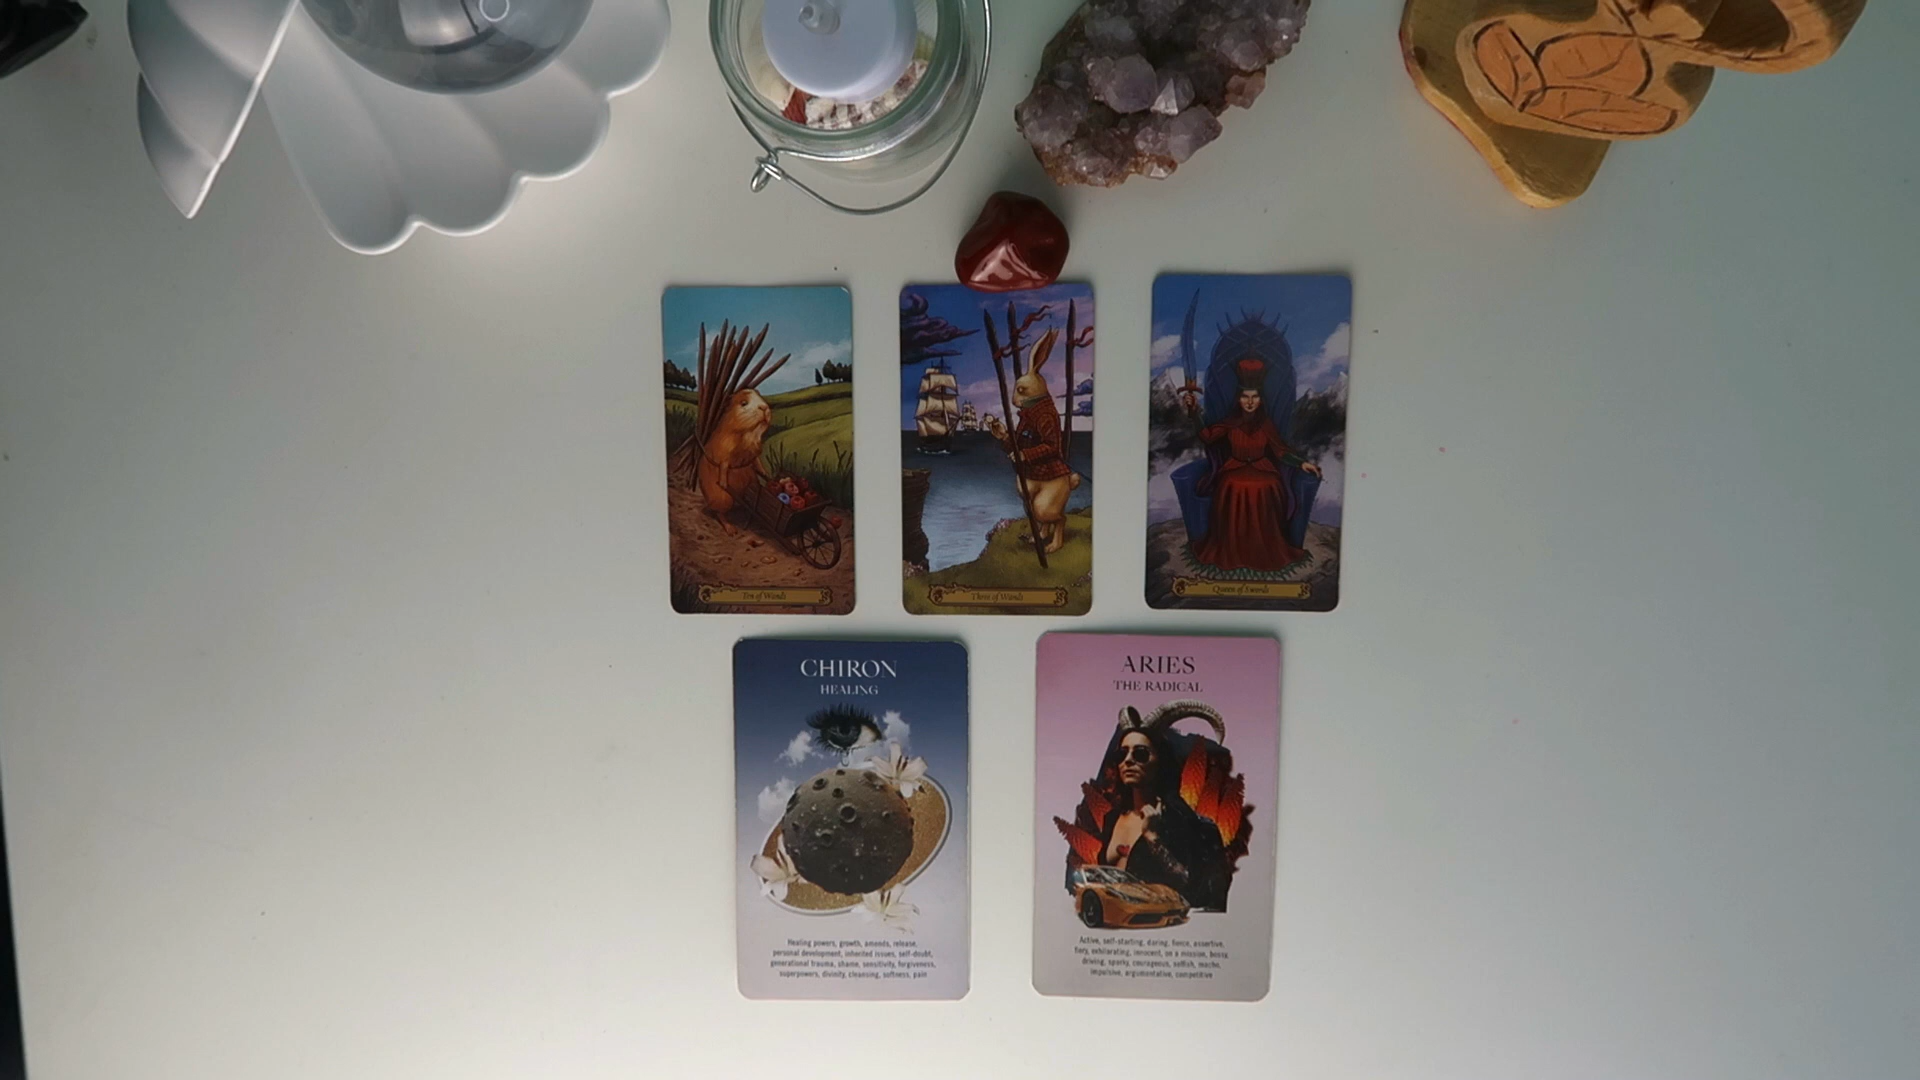 Ten of Wands
Three of Wands
Queen of Swords
CHIRON
HEALING
Healing powers, growth, amends, release,
personal development, inherited issues, self-doubt,
generational trauma, shame, sensitivity, forgiveness,
superpowers, divinity, cleansing, softness, pain
ARIES
THE RADICAL
Active, self-starting, daring, fierce, assertive,
fiery, exhilarating, innocent, on a mission, bossy,
driving, sparky, courageous, selfish, macho,
impulsive, argumentative, competitive